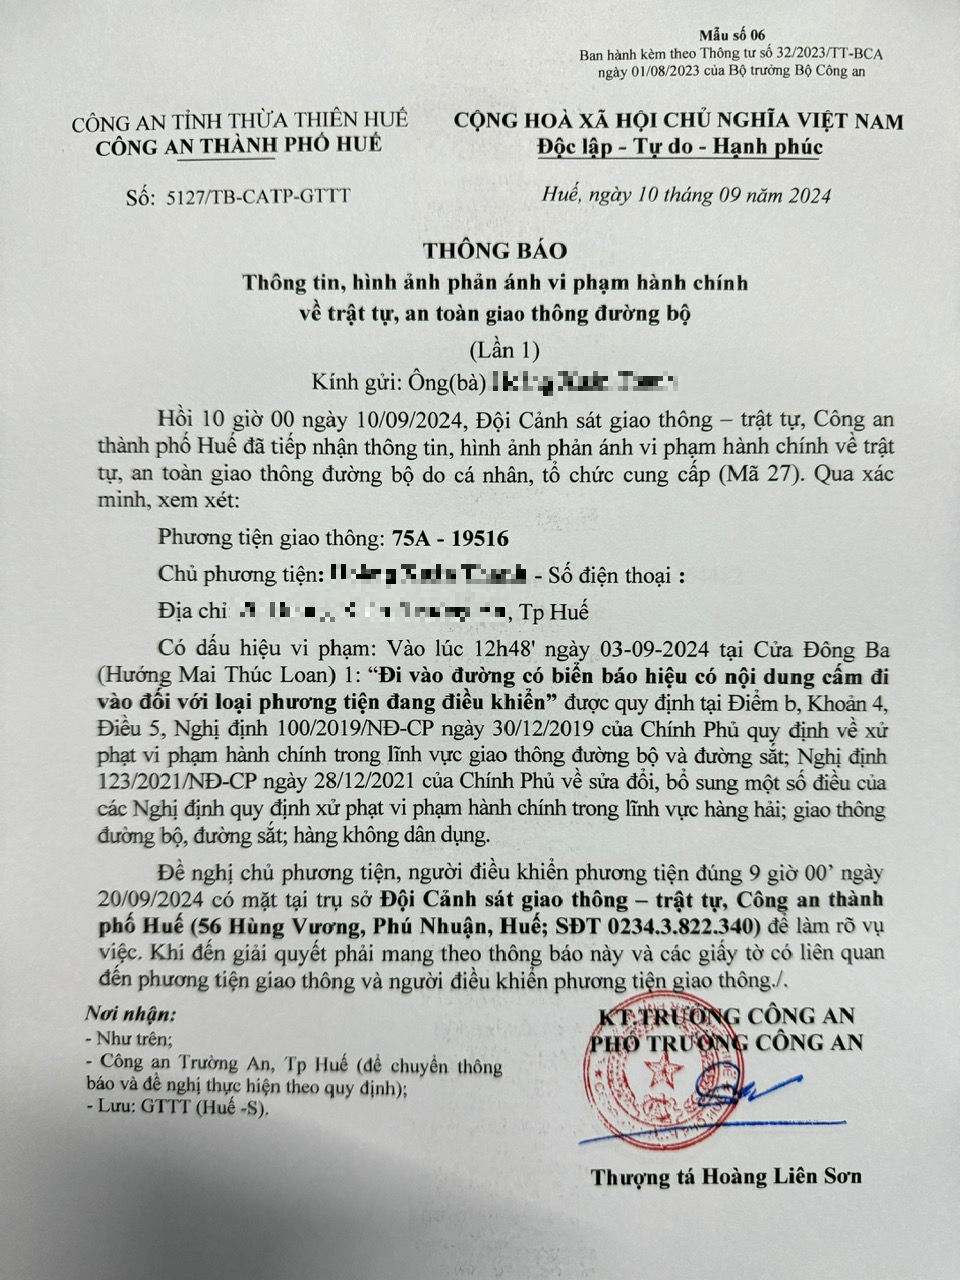 Mẫu số 06
Ban hành kèm theo Thông tư số 32/2023/TT-BCA
ngày 01/08/2023 của Bộ trưởng Bộ Công an
CÔNG AN TỈNH THỪA THIÊN HUẾ
CÔNG AN THÀNH PHỐ HUẾ
Số: 5127/TB-CATP-GTTT
CỘNG HOÀ XÃ HỘI CHỦ NGHĨA VIỆT NAM
Độc lập - Tự do - Hạnh phúc
Huế, ngày 10 tháng 09 năm 2024
THÔNG BÁO
Thông tin, hình ảnh phản ánh vi phạm hành chính
về trật tự, an toàn giao thông đường bộ
(Lần 1)
Kính gửi: Ông(bà)
Hồi 10 giờ 00 ngày 10/09/2024, Đội Cảnh sát giao thông – trật tự, Công an
thành phố Huế đã tiếp nhận thông tin, hình ảnh phản ánh vi phạm hành chính về trật
tự, an toàn giao thông đường bộ do cá nhân, tổ chức cung cấp (Mã 27). Qua xác
minh, xem xét:
Phương tiện giao thông: 75A - 19516
Chủ phương tiện: - Số điện thoại :
Địa chỉ , Tp Huế
Có dấu hiệu vi phạm: Vào lúc 12h48' ngày 03-09-2024 tại Cửa Đông Ba
(Hướng Mai Thúc Loan) 1: “Đi vào đường có biển báo hiệu có nội dung cấm đi
vào đối với loại phương tiện đang điều khiển” được quy định tại Điểm b, Khoản 4,
Điều 5, Nghị định 100/2019/NĐ-CP ngày 30/12/2019 của Chính Phủ quy định về xử
phạt vi phạm hành chính trong lĩnh vực giao thông đường bộ và đường sắt; Nghị định
123/2021/NĐ-CP ngày 28/12/2021 của Chính Phủ về sửa đổi, bổ sung một số điều của
các Nghị định quy định xử phạt vi phạm hành chính trong lĩnh vực hàng hải; giao thông
đường bộ, đường sắt; hàng không dân dụng.
Đề nghị chủ phương tiện, người điều khiển phương tiện đúng 9 giờ 00’ ngày
20/09/2024 có mặt tại trụ sở Đội Cảnh sát giao thông – trật tự, Công an thành
phố Huế (56 Hùng Vương, Phú Nhuận, Huế; SĐT 0234.3.822.340) để làm rõ vụ
việc. Khi đến giải quyết phải mang theo thông báo này và các giấy tờ có liên quan
đến phương tiện giao thông và người điều khiển phương tiện giao thông./.
Nơi nhận:
- Như trên;
- Công an Trường An, Tp Huế (để chuyển thông
báo và đề nghị thực hiện theo quy định);
- Lưu: GTTT (Huế -S).
KT.TRƯỞNG CÔNG AN
PHÓ TRƯỞNG CÔNG AN
Thượng tá Hoàng Liên Sơn